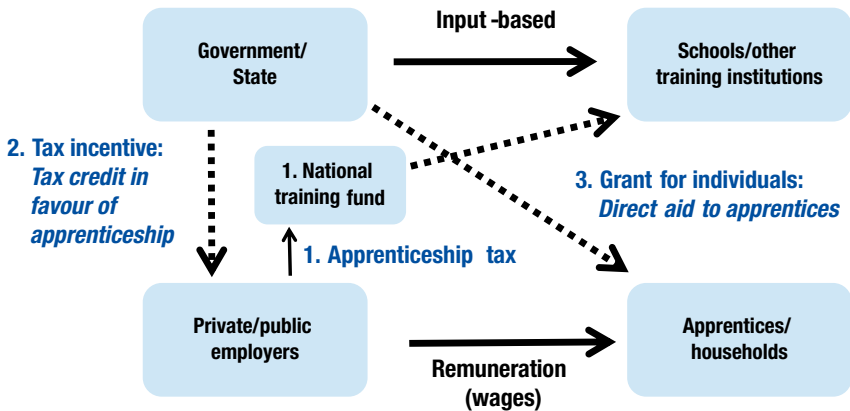 Input -based
Government/
State
Schools/other
training institutions
2. Tax incentive:
Tax credit in
favour of
apprenticeship
1. National
training fund
3. Grant for individuals:
Direct aid to apprentices
1. Apprenticeship tax
Private/public
employers
Apprentices/
households
Remuneration
(wages)